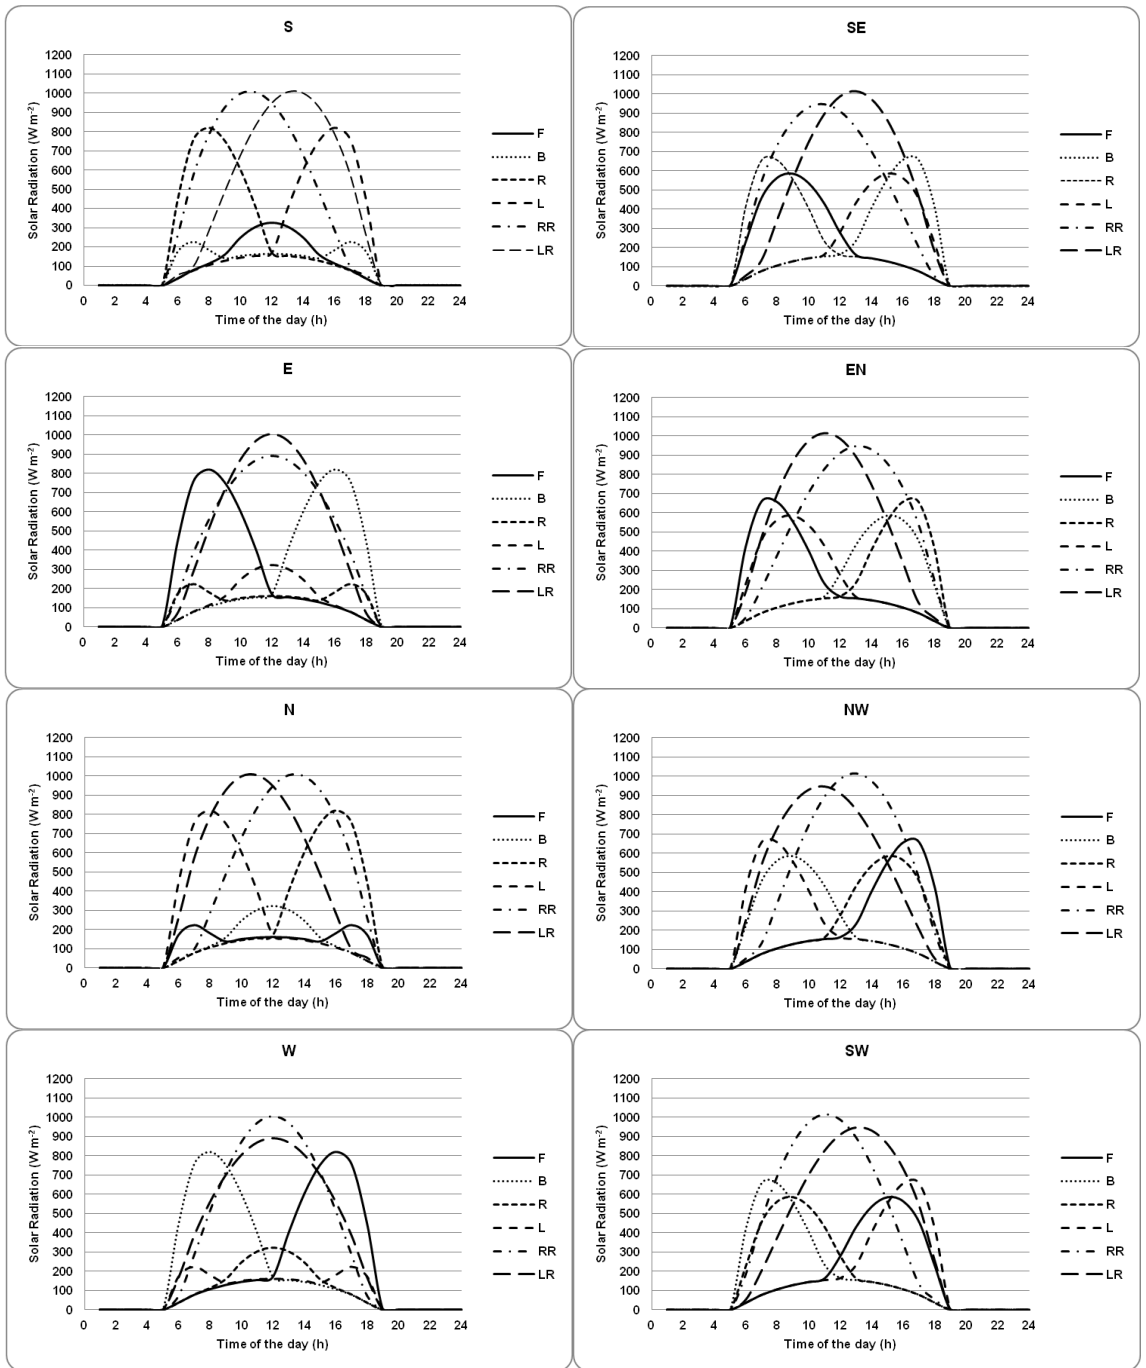 S
1200
1100
1000
900
800
700
600
500
400
300
200
100
0
Solar Radiation (W m-2)
0 2 4 6 8 10 12 14 16 18 20 22 24
Time of the day (h)
F
B
R
L
RR
LR
SE
1200
1100
1000
900
800
700
600
500
400
300
200
100
0
Solar Radiation (W m-2)
0 2 4 6 8 10 12 14 16 18 20 22 24
Time of the day (h)
F
B
R
L
RR
LR
E
1200
1100
1000
900
800
700
600
500
400
300
200
100
0
Solar Radiation (W m-2)
0 2 4 6 8 10 12 14 16 18 20 22 24
Time of the day (h)
F
B
R
L
RR
LR
EN
1200
1100
1000
900
800
700
600
500
400
300
200
100
0
Solar Radiation (W m-2)
0 2 4 6 8 10 12 14 16 18 20 22 24
Time of the day (h)
F
B
R
L
RR
LR
N
1200
1100
1000
900
800
700
600
500
400
300
200
100
0
Solar Radiation (W m-2)
0 2 4 6 8 10 12 14 16 18 20 22 24
Time of the day (h)
F
B
R
L
RR
LR
NW
1200
1100
1000
900
800
700
600
500
400
300
200
100
0
Solar Radiation (W m-2)
0 2 4 6 8 10 12 14 16 18 20 22 24
Time of the day (h)
F
B
R
L
RR
LR
W
1200
1100
1000
900
800
700
600
500
400
300
200
100
0
Solar Radiation (W m-2)
0 2 4 6 8 10 12 14 16 18 20 22 24
Time of the day (h)
F
B
R
L
RR
LR
SW
1200
1100
1000
900
800
700
600
500
400
300
200
100
0
Solar Radiation (W m-2)
0 2 4 6 8 10 12 14 16 18 20 22 24
Time of the day (h)
F
B
R
L
RR
LR